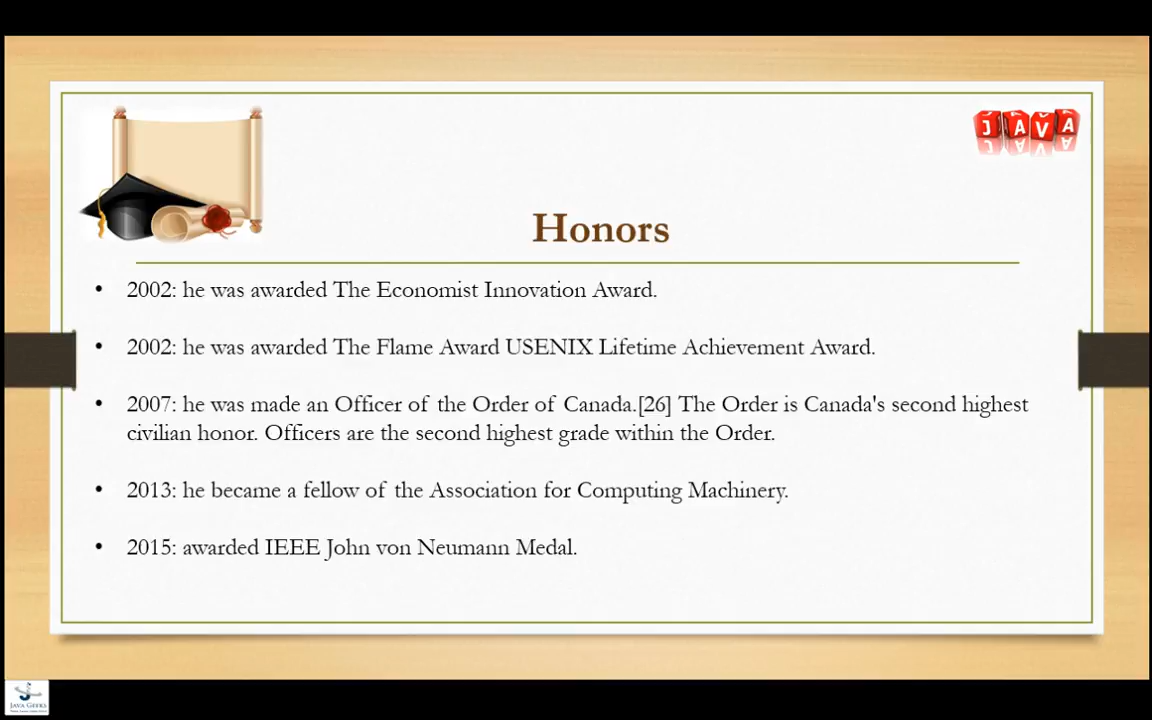 JAVA
Honors
• 2002: he was awarded The Economist Innovation Award.
• 2002: he was awarded The Flame Award USENIX Lifetime Achievement Award.
• 2007: he was made an Officer of the Order of Canada.[26] The Order is Canada's second highest
civilian honor. Officers are the second highest grade within the Order.
• 2013: he became a fellow of the Association for Computing Machinery.
• 2015: awarded IEEE John von Neumann Medal.
JAVA GEEKS